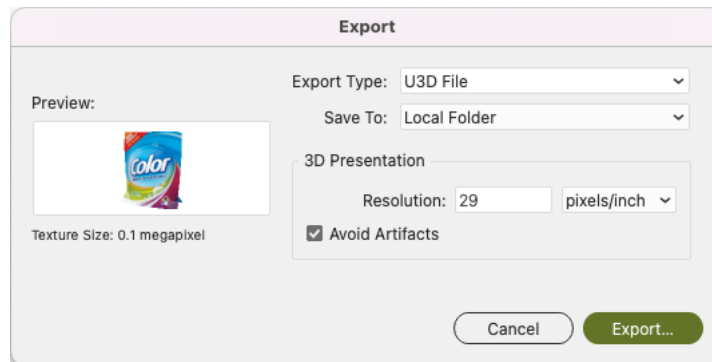 Export
Export Type: U3D File
Preview:
Save To: Local Folder
Color
3D Presentation
Resolution: 29 pixels/inch
Texture Size: 0.1 megapixel
Avoid Artifacts
Cancel
Export...